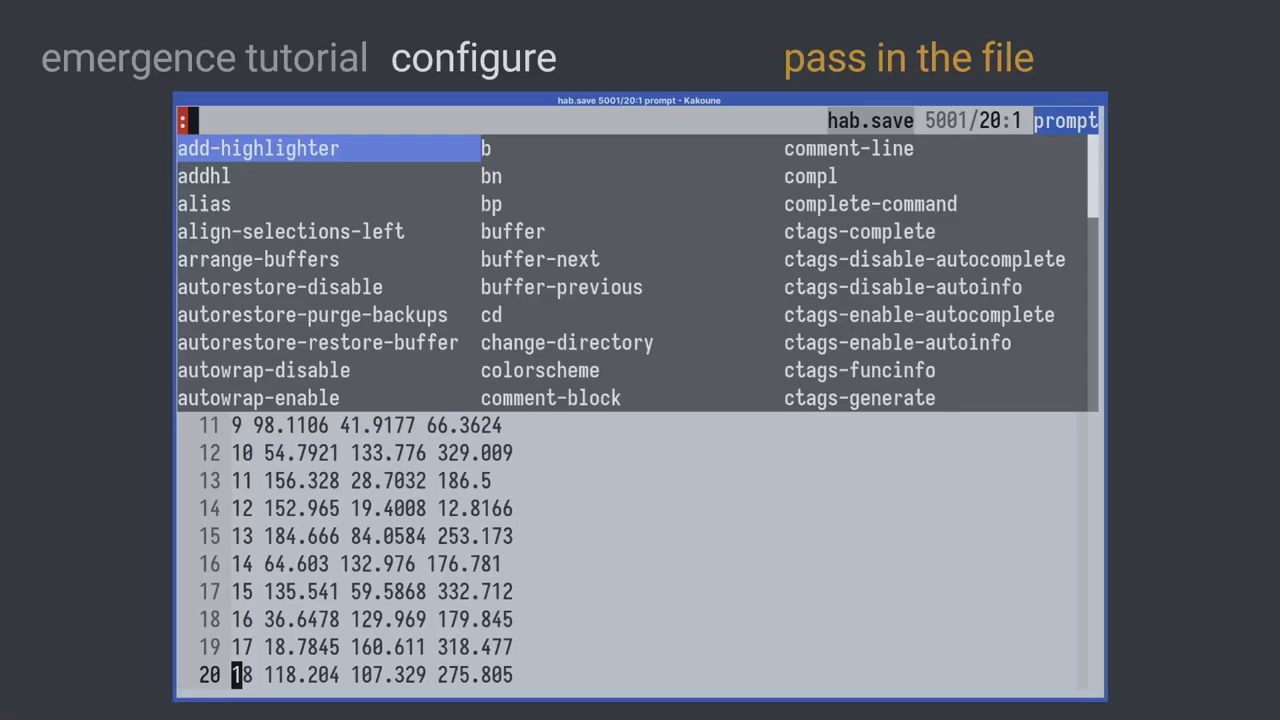 emergence tutorial configure pass in the file
hab.save 5001/20:1 prompt - Kakoune
: hab.save 5001/20:1 prompt
add-highlighter b comment-line
addhl bn compl
alias bp complete-command
align-selections-left buffer ctags-complete
arrange-buffers buffer-next ctags-disable-autocomplete
autorestore-disable buffer-previous ctags-disable-autoinfo
autorestore-purge-backups cd ctags-enable-autocomplete
autorestore-restore-buffer change-directory ctags-enable-autoinfo
autowrap-disable colorscheme ctags-funcinfo
autowrap-enable comment-block ctags-generate
11 9 98.1106 41.9177 66.3624
12 10 54.7921 133.776 329.009
13 11 156.328 28.7032 186.5
14 12 152.965 19.4008 12.8166
15 13 184.666 84.0584 253.173
16 14 64.603 132.976 176.781
17 15 135.541 59.5868 332.712
18 16 36.6478 129.969 179.845
19 17 18.7845 160.611 318.477
20 18 118.204 107.329 275.805